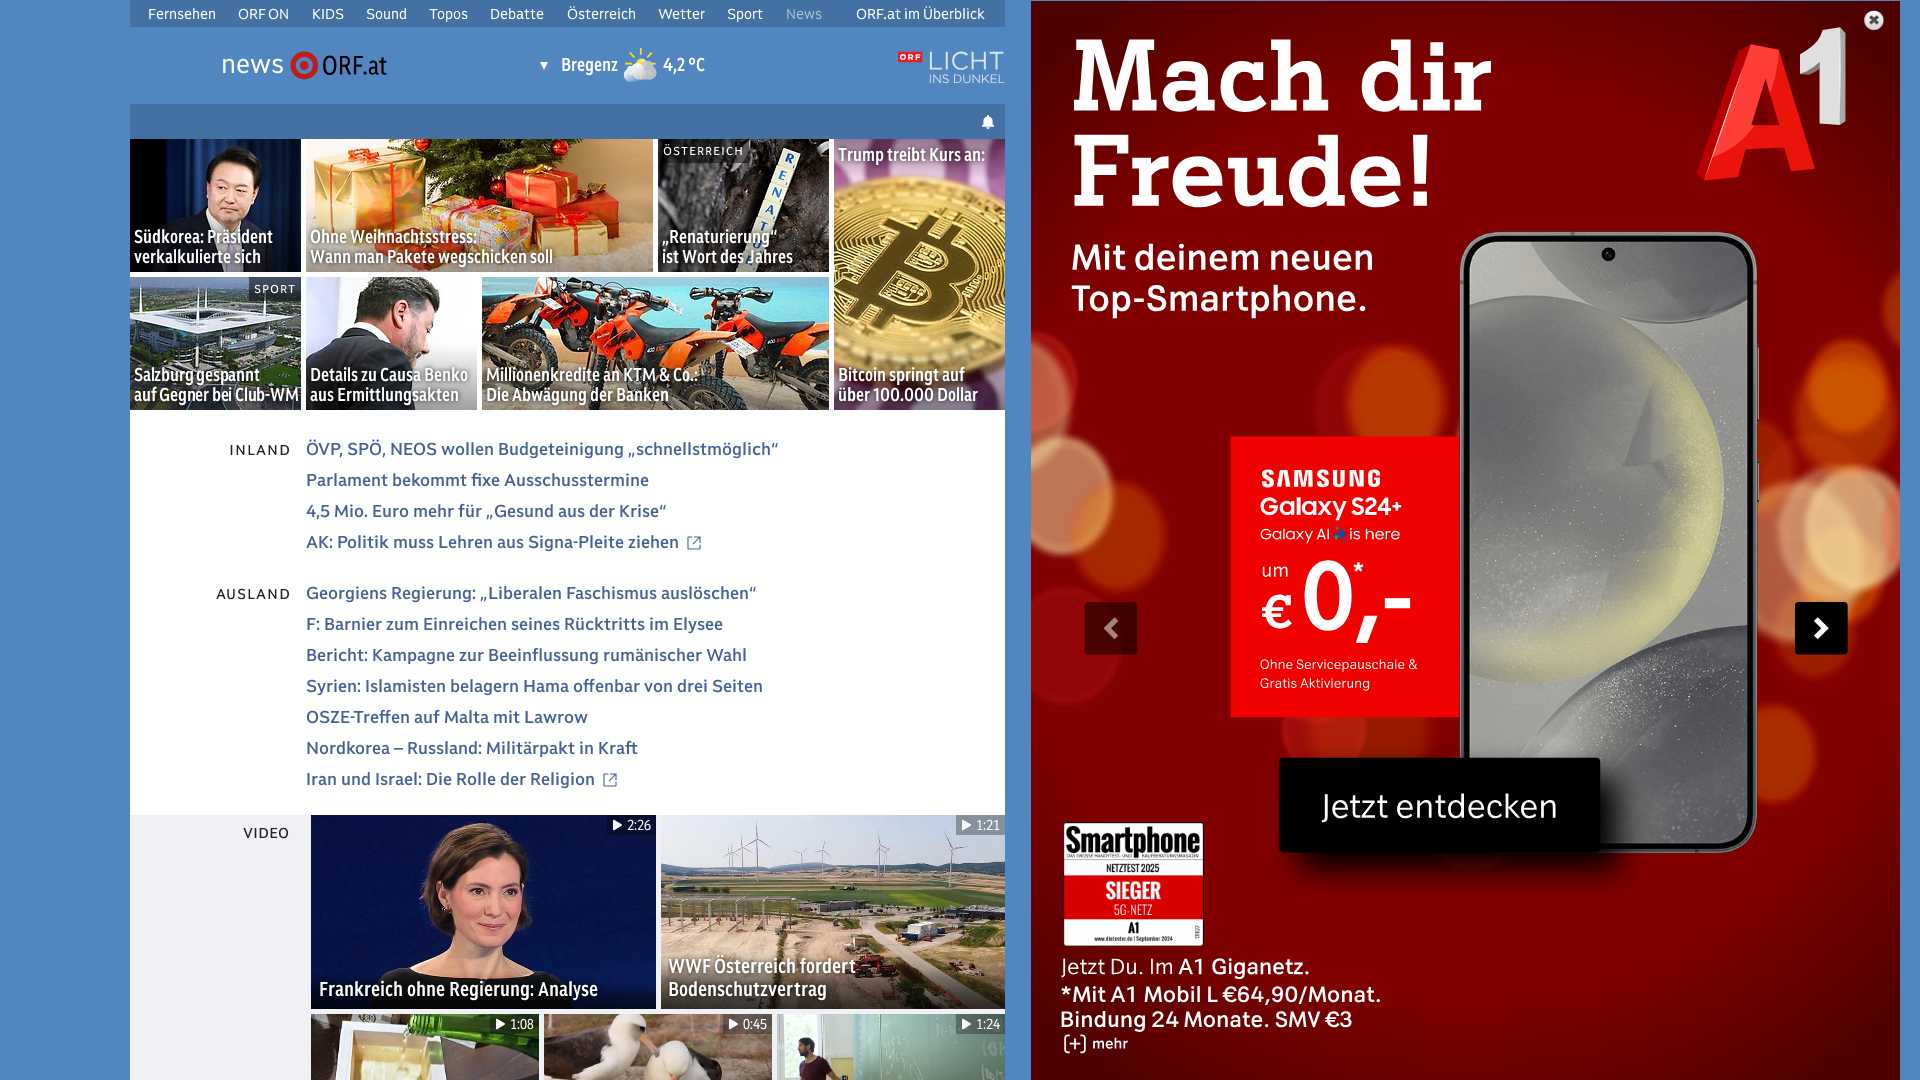 Fernsehen ORF ON KIDS Sound Topos Debatte Österreich Wetter Sport News ORF.at im Überblick
news ORF.at
Bregenz 4,2 °C
ORF LICHT
INS DUNKEL
Südkorea: Präsident
verkalkulierte sich
Ohne Weihnachtsstress:
Wann man Pakete wegschicken soll
ÖSTERREICH
RENATU
„Renaturierung“
ist Wort des Jahres
Trump treibt Kurs an:
Bitcoin springt auf
über 100.000 Dollar
SPORT
Salzburg gespannt
auf Gegner bei Club-WM
Details zu Causa Benko
aus Ermittlungsakten
Millionenkredite an KTM & Co.:
Die Abwägung der Banken
INLAND
ÖVP, SPÖ, NEOS wollen Budgeteinigung „schnellstmöglich“
Parlament bekommt fixe Ausschusstermine
4,5 Mio. Euro mehr für „Gesund aus der Krise“
AK: Politik muss Lehren aus Signa-Pleite ziehen
AUSLAND
Georgiens Regierung: „Liberalen Faschismus auslöschen“
F: Barnier zum Einreichen seines Rücktritts im Elysee
Bericht: Kampagne zur Beeinflussung rumänischer Wahl
Syrien: Islamisten belagern Hama offenbar von drei Seiten
OSZE-Treffen auf Malta mit Lawrow
Nordkorea – Russland: Militärpakt in Kraft
Iran und Israel: Die Rolle der Religion
VIDEO
2:26
Frankreich ohne Regierung: Analyse
1:21
WWF Österreich fordert
Bodenschutzvertrag
1:08
0:45
1:24
Mach dir
Freude!
A1
Mit deinem neuen
Top-Smartphone.
SAMSUNG
Galaxy S24+
Galaxy AI is here
um
€ 0,-*
Ohne Servicepauschale &
Gratis Aktivierung
Jetzt entdecken
Smartphone
NETZTEST 2025
SIEGER
5G-NETZ
A1
Jetzt Du. Im A1 Giganetz.
*Mit A1 Mobil L €64,90/Monat.
Bindung 24 Monate. SMV €3
[+] mehr